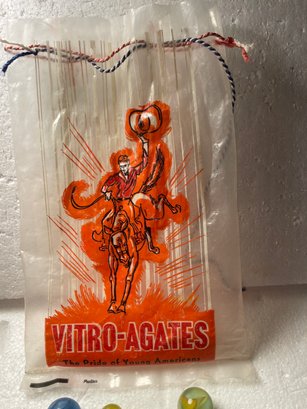 VITRO-AGATES
The Pride of Young Americans